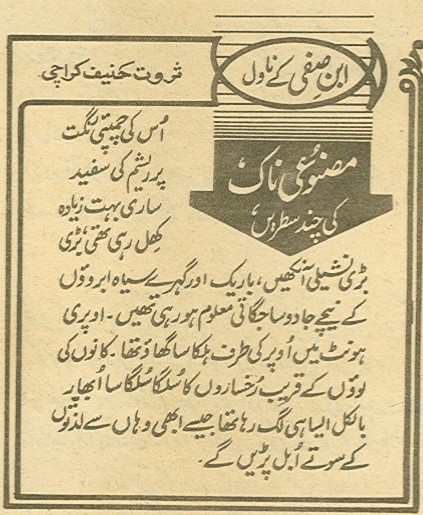 ابن صفی کے ناول
ثروت حنیف کراچی
مصنوعی ناک،
کی چند سطریں،
اُس کی چمپئی رنگت
پر ریشم کی سفید
ساری بہت زیادہ
کھل رہی تھی، بڑی
بڑی نشیلی آنکھیں، باریک اور گہرے سیاہ ابروؤں
کے نیچے جادو سا جگاتی معلوم ہو رہی تھیں۔ اوپری
ہونٹ میں اُوپر کی طرف ہلکا سا گھاؤ تھا۔ کانوں کی
لوؤں کے قریب رُخساروں کا سُلگا سُلگا سا اُبھار
بالکل ایسا ہی لگ رہا تھا جیسے ابھی وہاں سے لذتوں
کے سوتے اُبل پڑیں گے۔